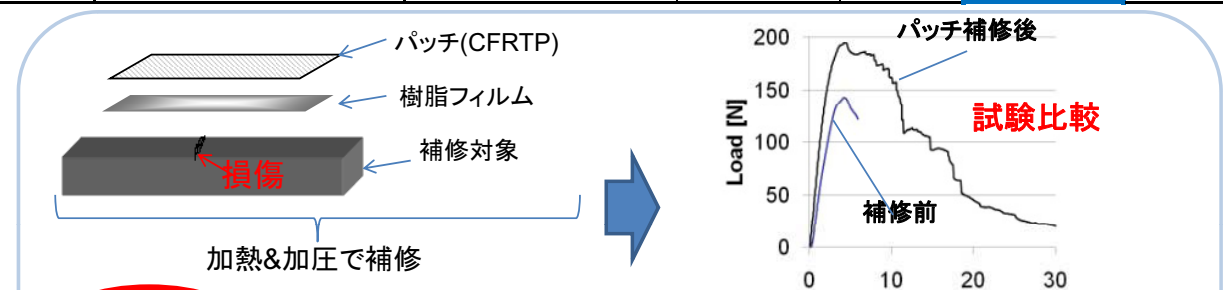 パッチ(CFRTP)
樹脂フィルム
補修対象
損傷
加熱&加圧で補修
パッチ補修後
試験比較
補修前
Load [N]
200
150
100
50
0
0 10 20 30